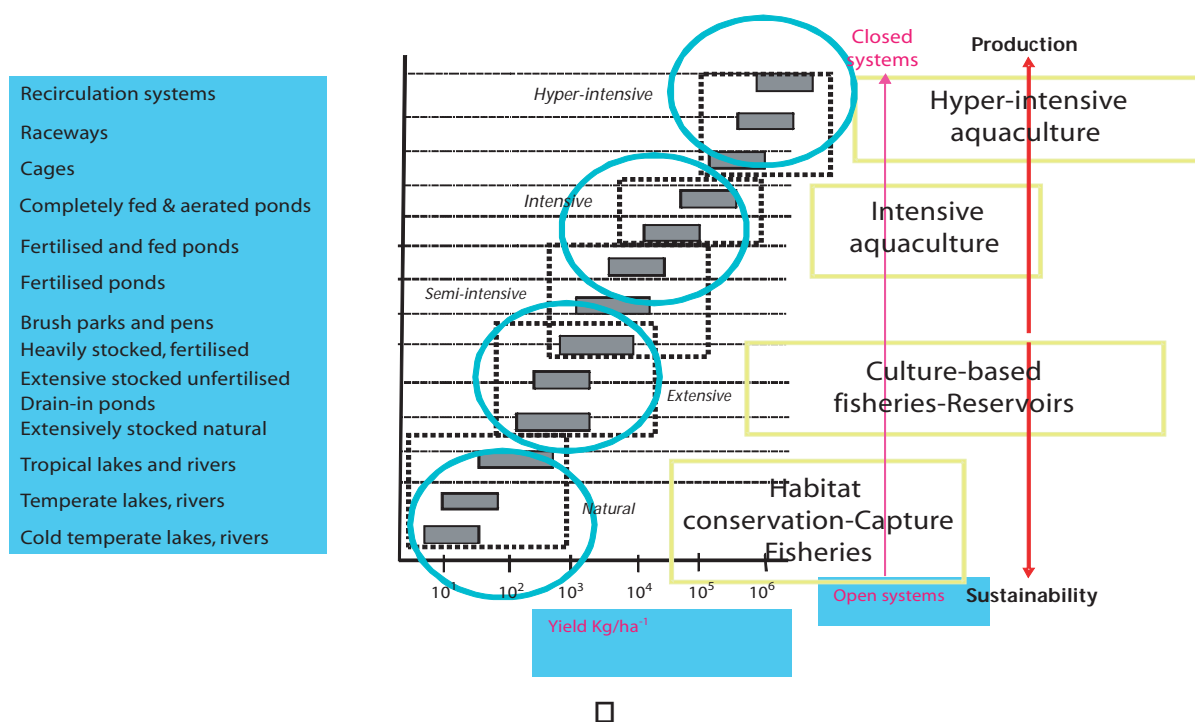 Recirculation systems
Raceways
Cages
Completely fed & aerated ponds
Fertilised and fed ponds
Fertilised ponds
Brush parks and pens
Heavily stocked, fertilised
Extensive stocked unfertilised
Drain-in ponds
Extensively stocked natural
Tropical lakes and rivers
Temperate lakes, rivers
Cold temperate lakes, rivers
Hyper-intensive
Intensive
Semi-intensive
Extensive
Natural
10¹
10²
10³
10⁴
10⁵
10⁶
Yield Kg/ha⁻¹
Closed
systems
Open systems
Production
Sustainability
Hyper-intensive
aquaculture
Intensive
aquaculture
Culture-based
fisheries-Reservoirs
Habitat
conservation-Capture
Fisheries